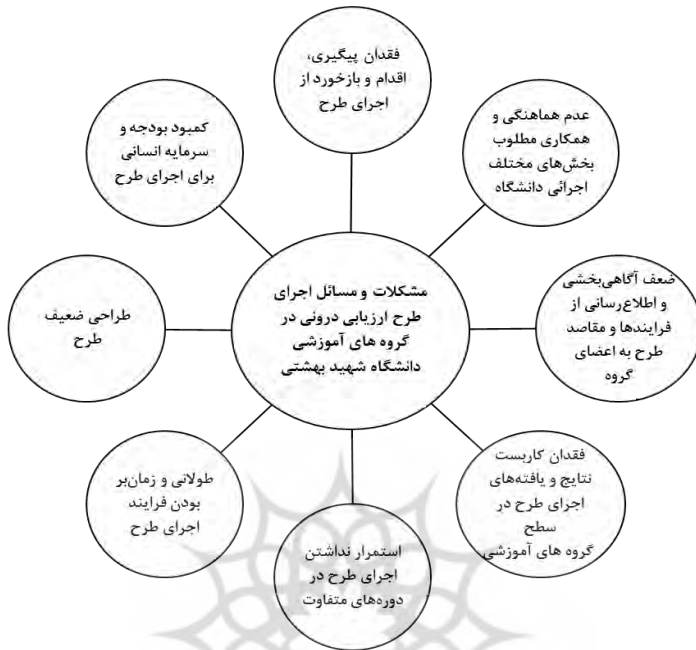 فقدان پیگیری،
اقدام و بازخورد از
اجرای طرح
عدم هماهنگی و
همکاری مطلوب
بخش‌های مختلف
اجرائی دانشگاه
کمبود بودجه و
سرمایه انسانی
برای اجرای طرح
مشکلات و مسائل اجرای
طرح ارزیابی درونی در
گروه های آموزشی
دانشگاه شهید بهشتی
ضعف آگاهی‌بخشی
و اطلاع‌رسانی از
فرایندها و مقاصد
طرح به اعضای
گروه
طراحی ضعیف
طرح
فقدان کاربست
نتایج و یافته‌های
اجرای طرح در
سطح
گروه های آموزشی
طولانی و زمان‌بر
بودن فرایند
اجرای طرح
استمرار نداشتن
اجرای طرح در
دوره‌های متفاوت